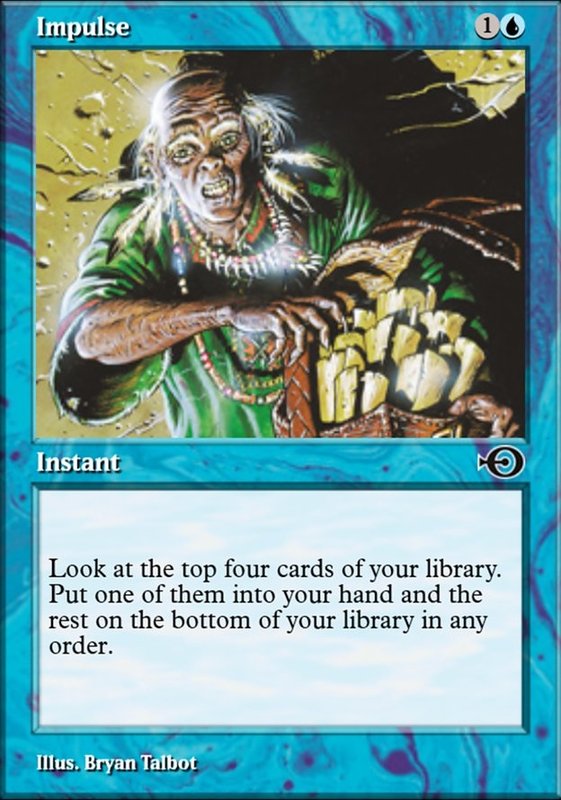 Impulse 1
Instant
Look at the top four cards of your library.
Put one of them into your hand and the
rest on the bottom of your library in any
order.
Illus. Bryan Talbot